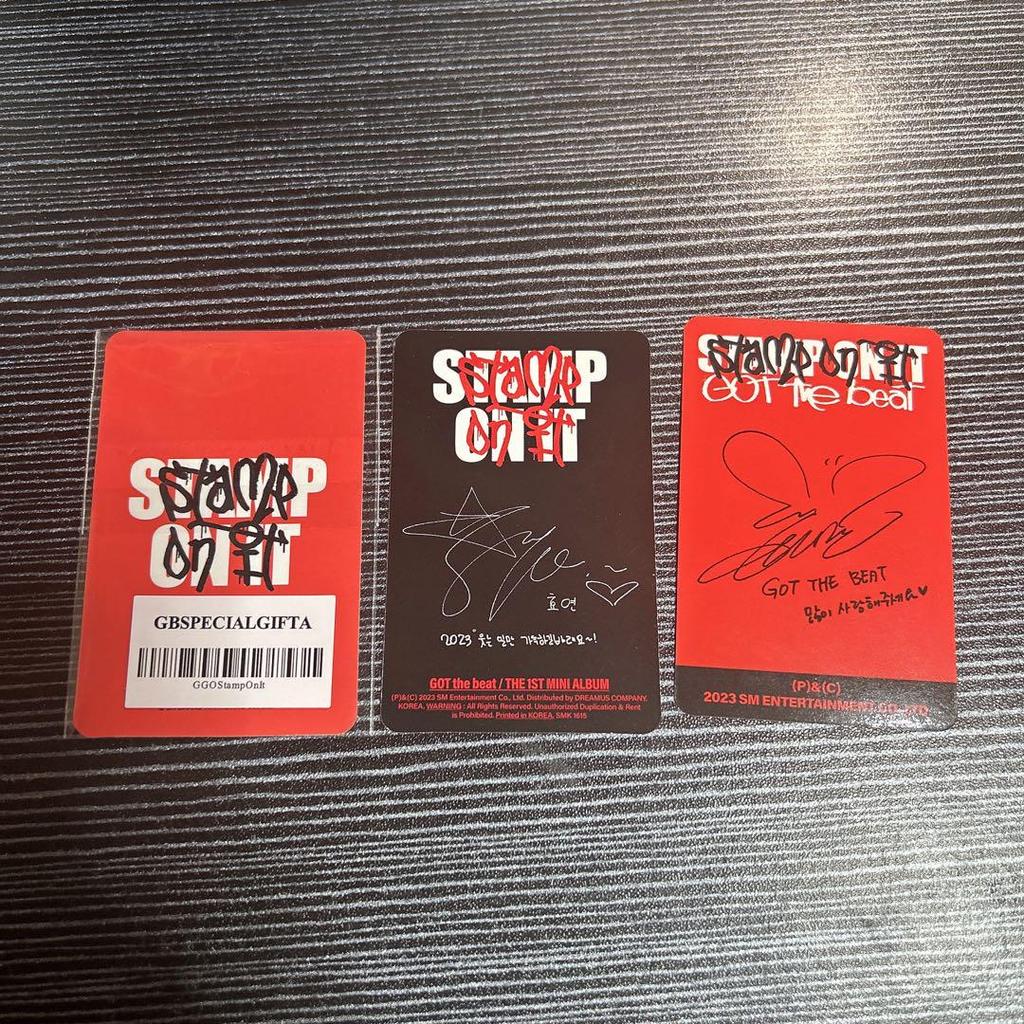 STAMP
ON IT
stamp
on it
GBSPECIALGIFTA
GGOStampOnIt
STAMP
ON IT
stamp
on it
효연
2023 웃는 일만 가득하길바래요~!
GOT the beat / THE 1ST MINI ALBUM
(P)&(C) 2023 SM Entertainment Co., Ltd. Distributed by DREAMUS COMPANY.
KOREA. WARNING : All Rights Reserved. Unauthorized Duplication & Rent
is Prohibited. Printed in KOREA. SMK 1615
STAMP ON IT
stamp on it
GOT the beat
GOT THE BEAT
많이 사랑해주세요♥
(P)&(C)
2023 SM ENTERTAINMENT CO., LTD